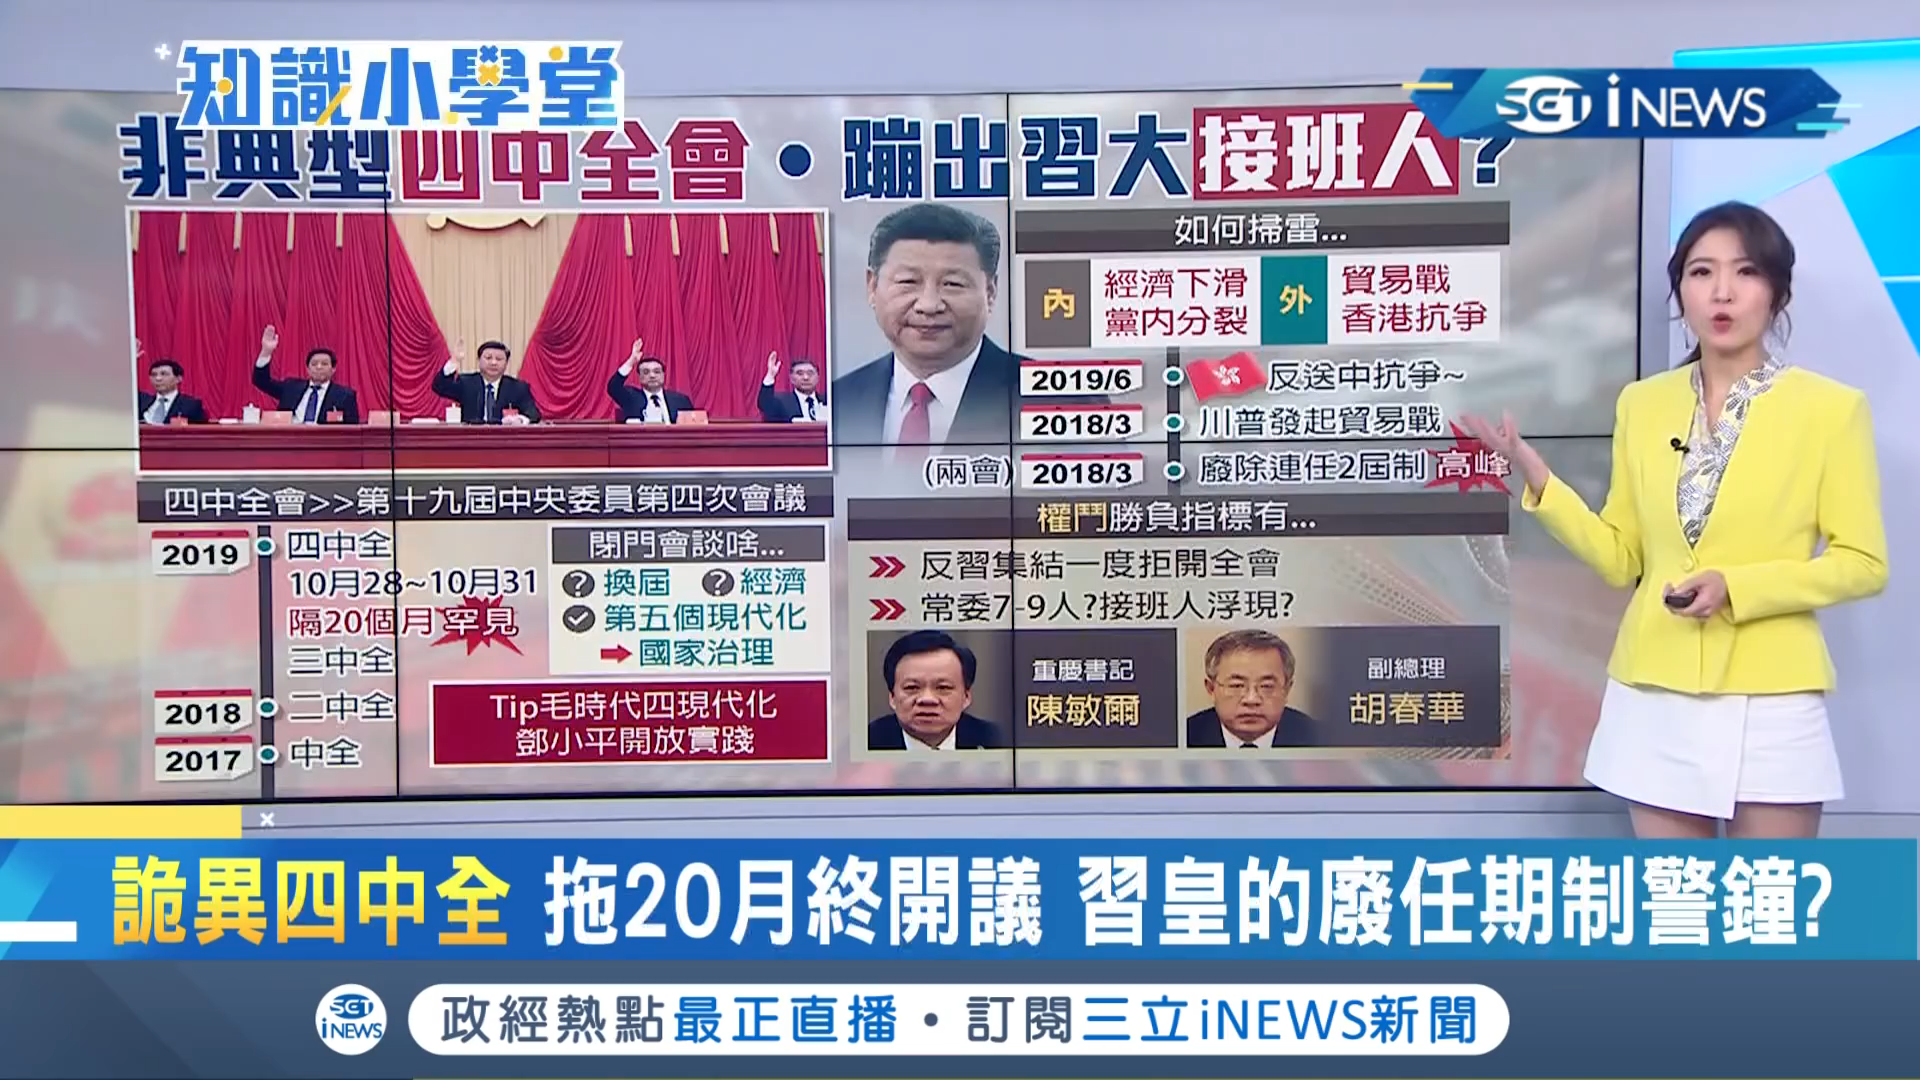 知識小學堂
SET iNEWS
非典型四中全會・蹦出習大接班人?
如何掃雷...
內
經濟下滑
黨內分裂
外
貿易戰
香港抗爭
2019/6
反送中抗爭~
2018/3
川普發起貿易戰
(兩會)
2018/3
廢除連任2屆制
高峰
四中全會>>第十九屆中央委員第四次會議
2019
四中全
10月28~10月31
隔20個月 罕見
三中全
2018
二中全
2017
中全
閉門會談啥...
換屆
經濟
第五個現代化
國家治理
Tip毛時代四現代化
鄧小平開放實踐
權鬥勝負指標有...
反習集結一度拒開全會
常委7-9人?接班人浮現?
重慶書記
陳敏爾
副總理
胡春華
詭異四中全 拖20月終開議 習皇的廢任期制警鐘?
SET iNEWS
政經熱點最正直播・訂閱三立iNEWS新聞